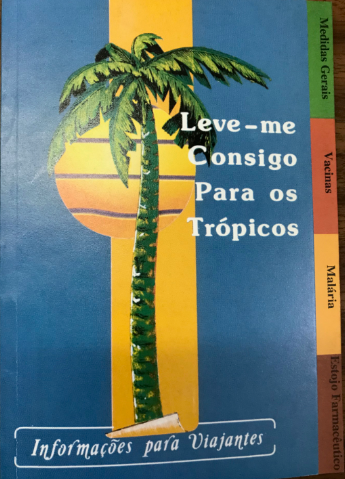 Leve-me
Consigo
Para os
Trópicos
Informações para Viajantes
Medidas Gerais
Vacinas
Malária
Estojo Farmacêutico